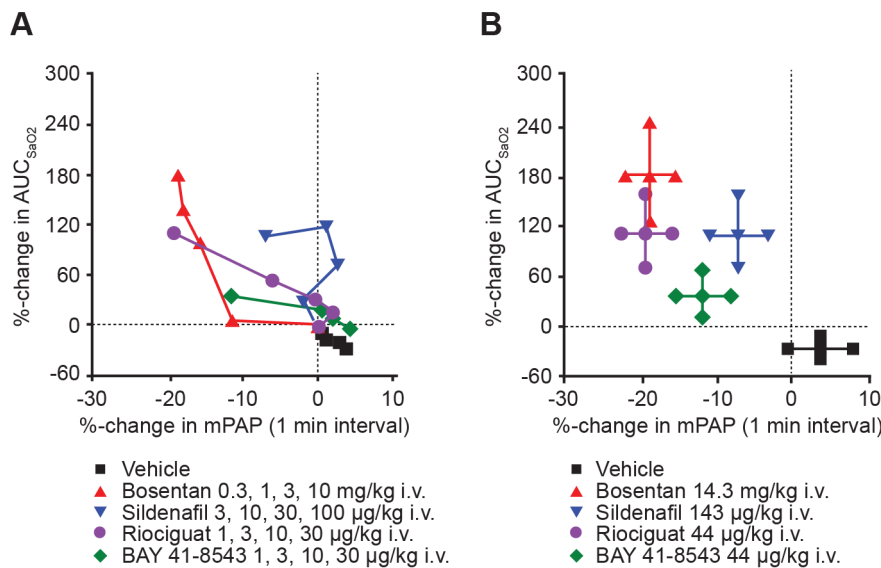 A
300
240
180
120
60
0
-60
%-change in AUCSaO2
-30
-20
-10
0
10
%-change in mPAP (1 min interval)
Vehicle
Bosentan 0.3, 1, 3, 10 mg/kg i.v.
Sildenafil 3, 10, 30, 100 µg/kg i.v.
Riociguat 1, 3, 10, 30 µg/kg i.v.
BAY 41-8543 1, 3, 10, 30 µg/kg i.v.
B
300
240
180
120
60
0
-60
%-change in AUCSaO2
-30
-20
-10
0
10
%-change in mPAP (1 min interval)
Vehicle
Bosentan 14.3 mg/kg i.v.
Sildenafil 143 µg/kg i.v.
Riociguat 44 µg/kg i.v.
BAY 41-8543 44 µg/kg i.v.